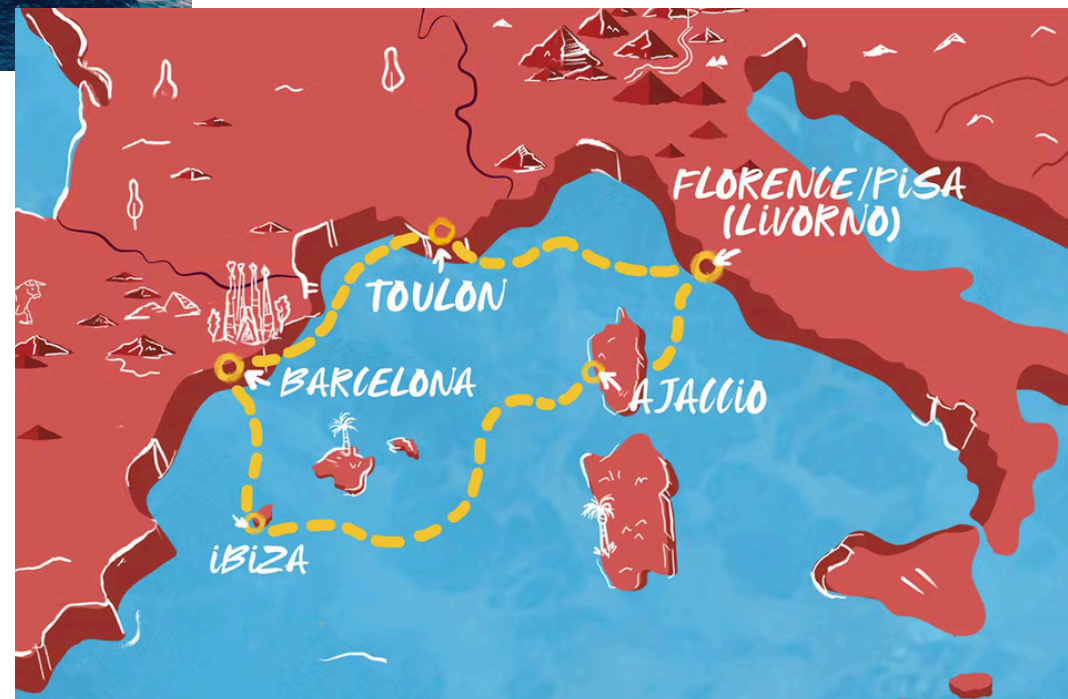 FLORENCE/PiSA
(LiVORNO)
TOULON
BARCELONA
AJACCiO
iBiZA